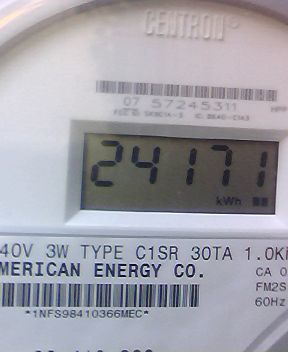 CENTRON®
07 57245311
24171
kWh
40V 3W TYPE C1SR 30TA 1.0K
MERICAN ENERGY CO.
CA 0
FM2S
60Hz
*1NFS98410366MEC*